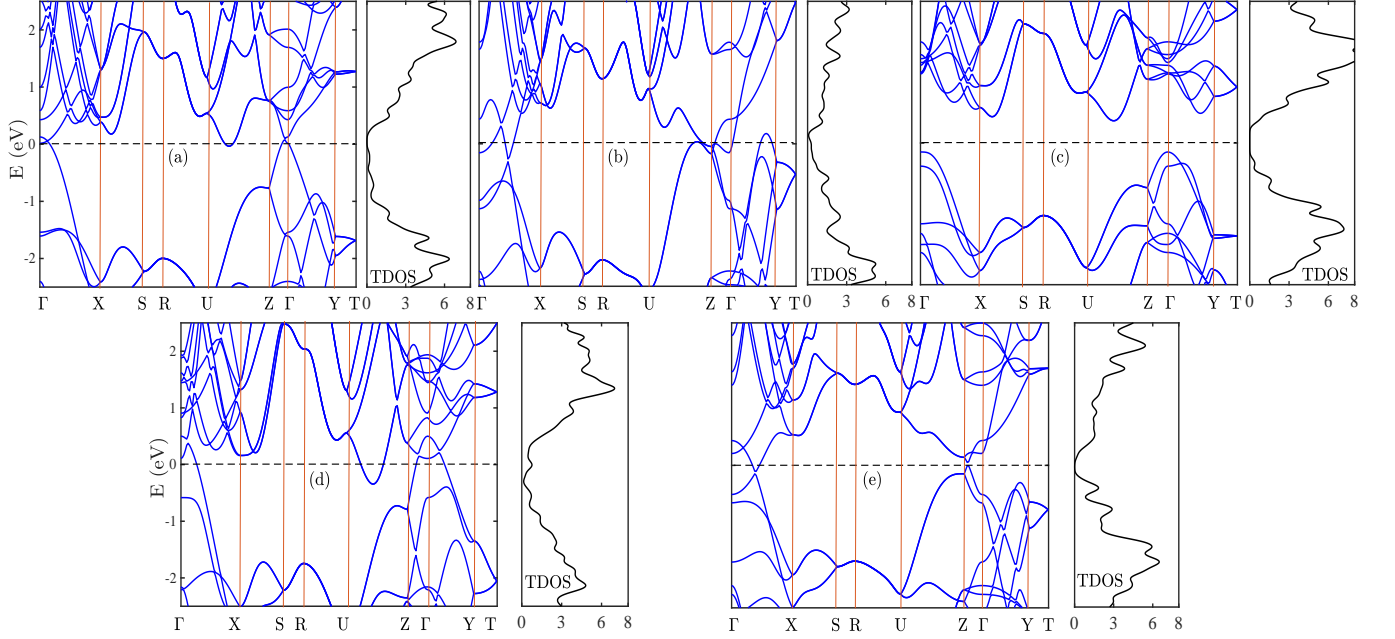 2
1
0
-1
-2
E (eV)
(a)
TDOS
(b)
TDOS
(c)
TDOS
Γ X S R U Z Γ Y T
0 3 6 8
Γ X S R U Z Γ Y T
0 3 6 8
Γ X S R U Z Γ Y T
0 3 6 8
2
1
0
-1
-2
E (eV)
(d)
TDOS
(e)
TDOS
Γ X S R U Z Γ Y T
0 3 6 8
Γ X S R U Z Γ Y T
0 3 6 8